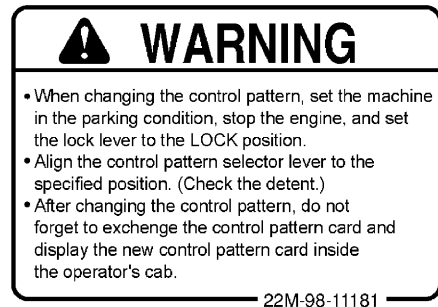 WARNING
• When changing the control pattern, set the machine
in the parking condition, stop the engine, and set
the lock lever to the LOCK position.
• Align the control pattern selector lever to the
specified position. (Check the detent.)
• After changing the control pattern, do not
forget to exchenge the control pattern card and
display the new control pattern card inside
the operator's cab.
22M-98-11181